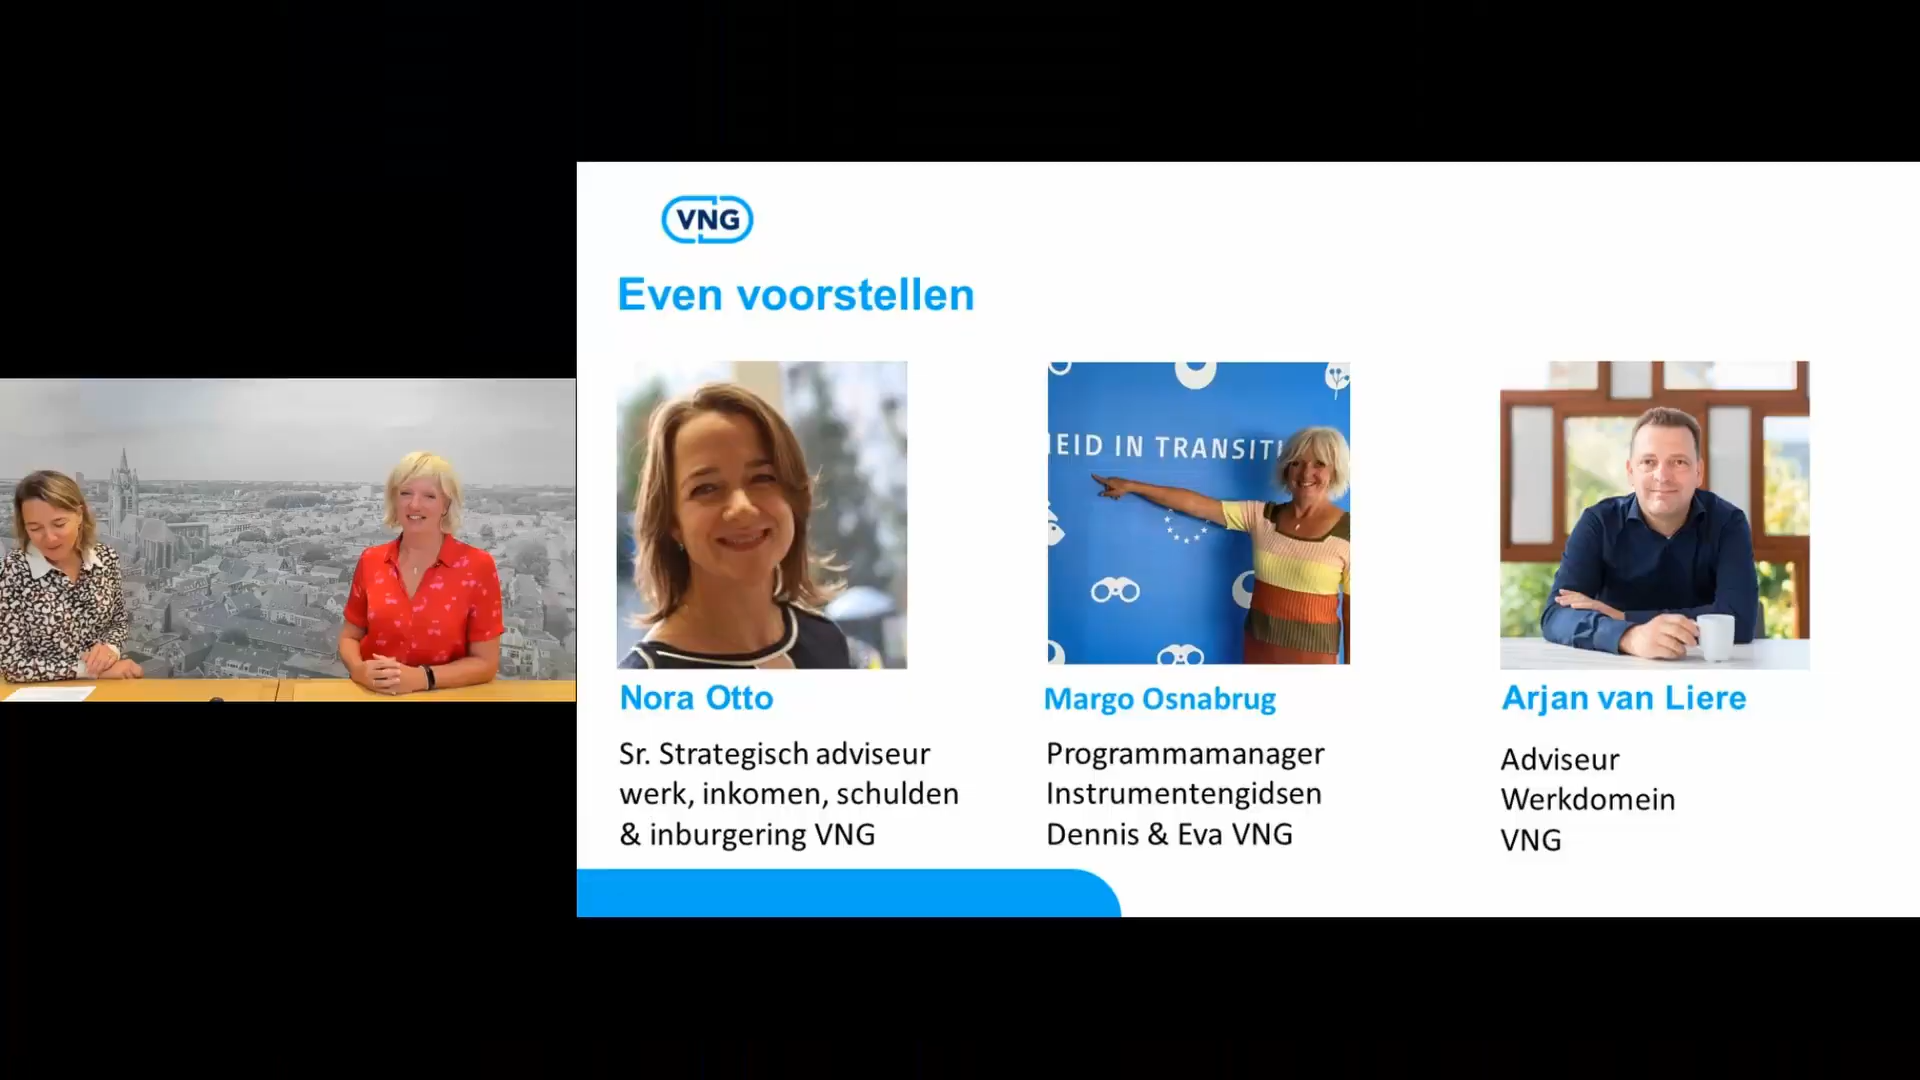 VNG
Even voorstellen
EID IN TRANSITI
Nora Otto
Sr. Strategisch adviseur
werk, inkomen, schulden
& inburgering VNG
Margo Osnabrug
Programmamanager
Instrumentengidsen
Dennis & Eva VNG
Arjan van Liere
Adviseur
Werkdomein
VNG